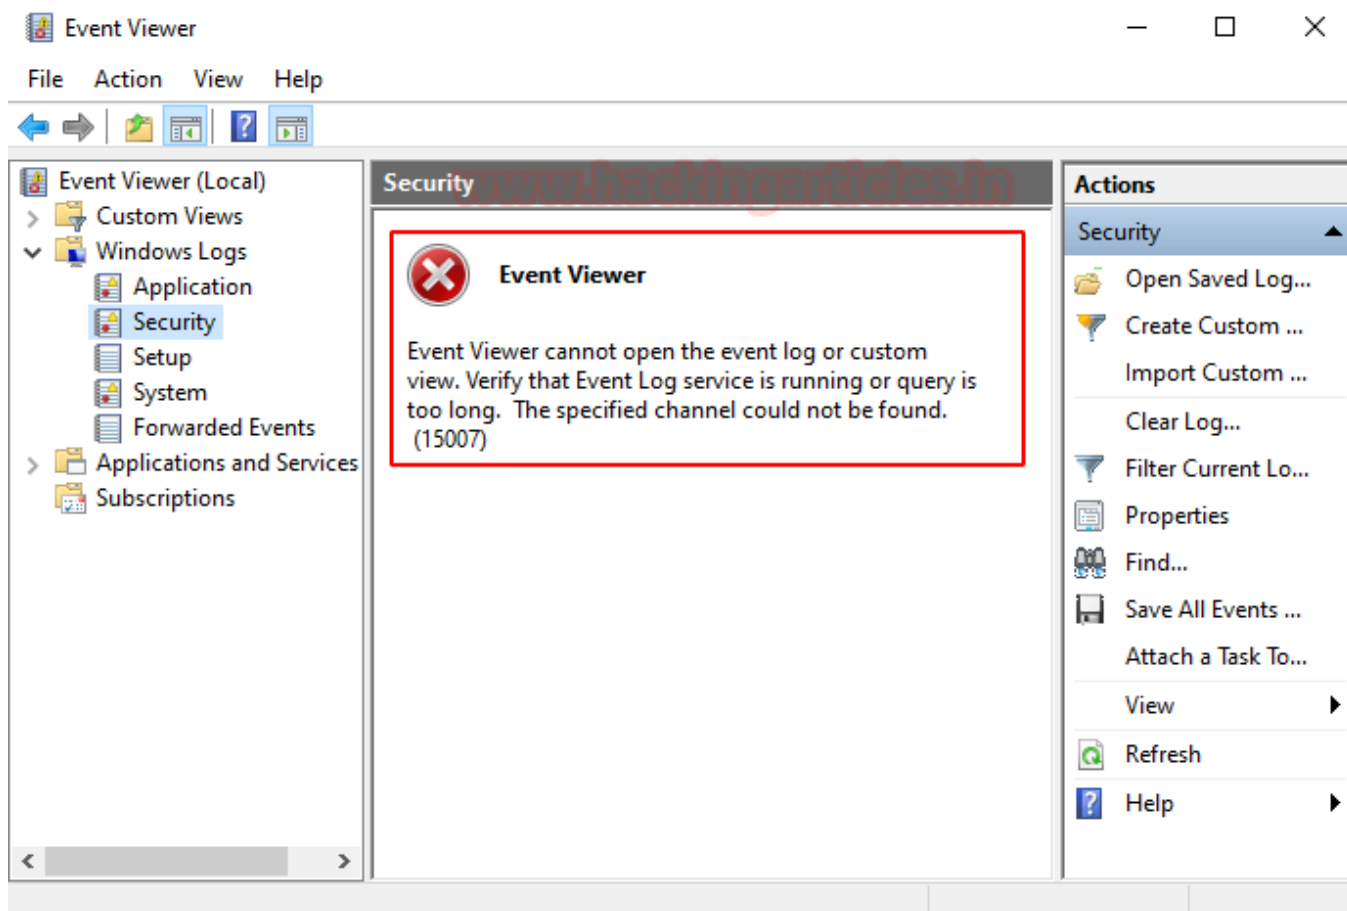 Event Viewer
File Action View Help
Event Viewer (Local)
Custom Views
Windows Logs
Application
Security
Setup
System
Forwarded Events
Applications and Services
Subscriptions
Security
www.hackingarticles.in
Event Viewer
Event Viewer cannot open the event log or custom
view. Verify that Event Log service is running or query is
too long.  The specified channel could not be found.
(15007)
Actions
Security
Open Saved Log...
Create Custom ...
Import Custom ...
Clear Log...
Filter Current Lo...
Properties
Find...
Save All Events ...
Attach a Task To...
View
Refresh
Help